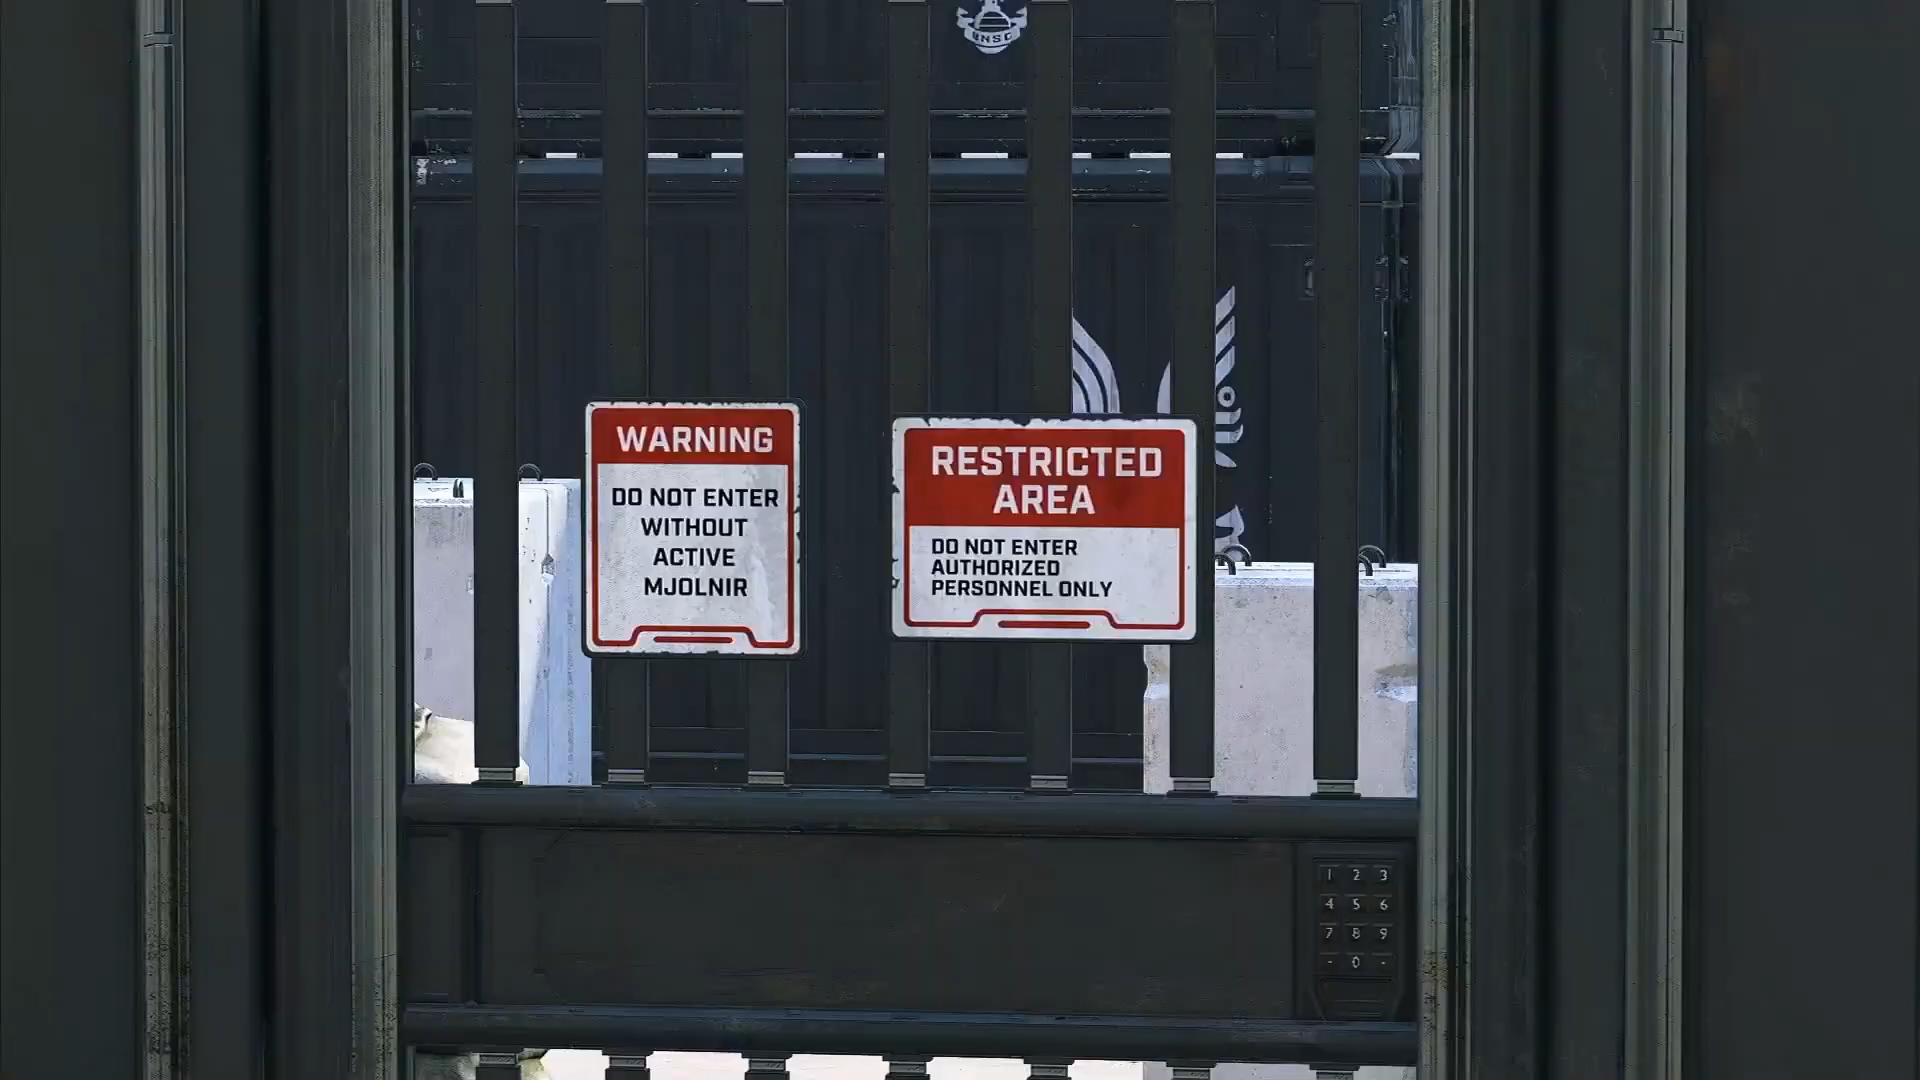 UNSC
WARNING
DO NOT ENTER
WITHOUT
ACTIVE
MJOLNIR
RESTRICTED
AREA
DO NOT ENTER
AUTHORIZED
PERSONNEL ONLY
1 2 3
4 5 6
7 8 9
- 0 -